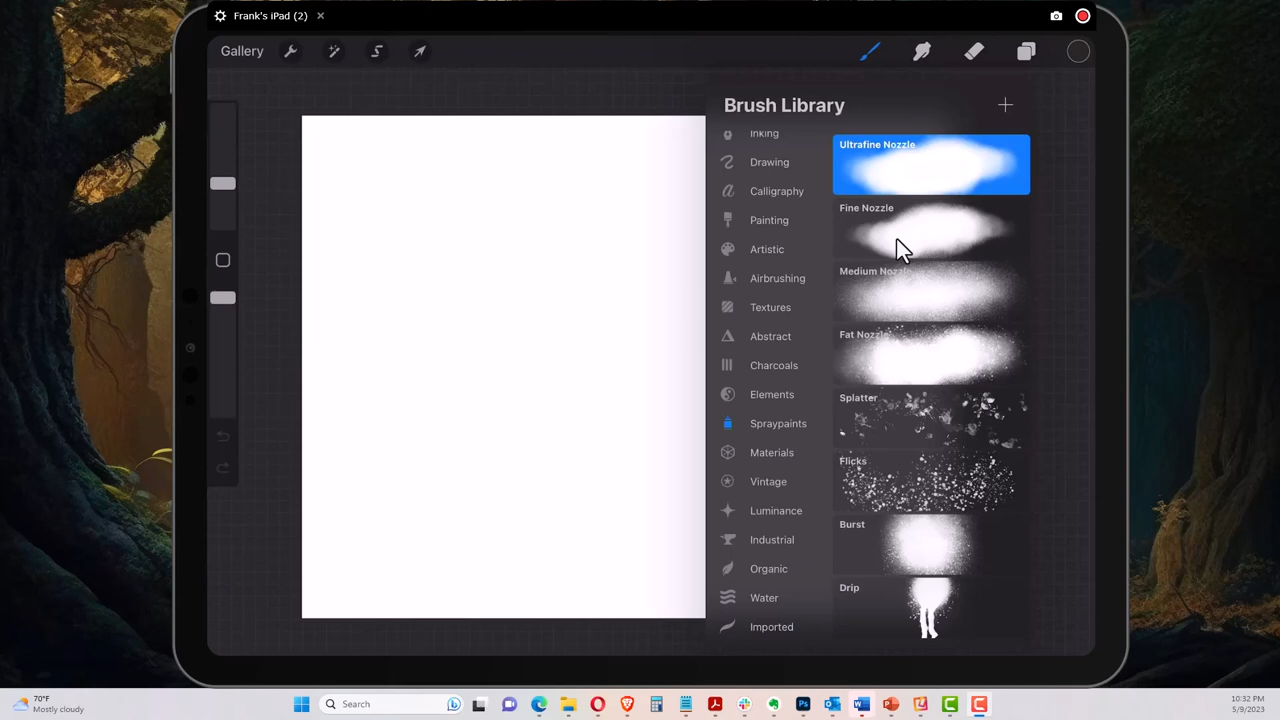 Frank's iPad (2)
Gallery
Brush Library
Inking
Drawing
Calligraphy
Painting
Artistic
Airbrushing
Textures
Abstract
Charcoals
Elements
Spraypaints
Materials
Vintage
Luminance
Industrial
Organic
Water
Imported
Ultrafine Nozzle
Fine Nozzle
Medium Nozzle
Fat Nozzle
Splatter
Flicks
Burst
Drip
70°F
Mostly cloudy
Search
10:32 PM
5/9/2023